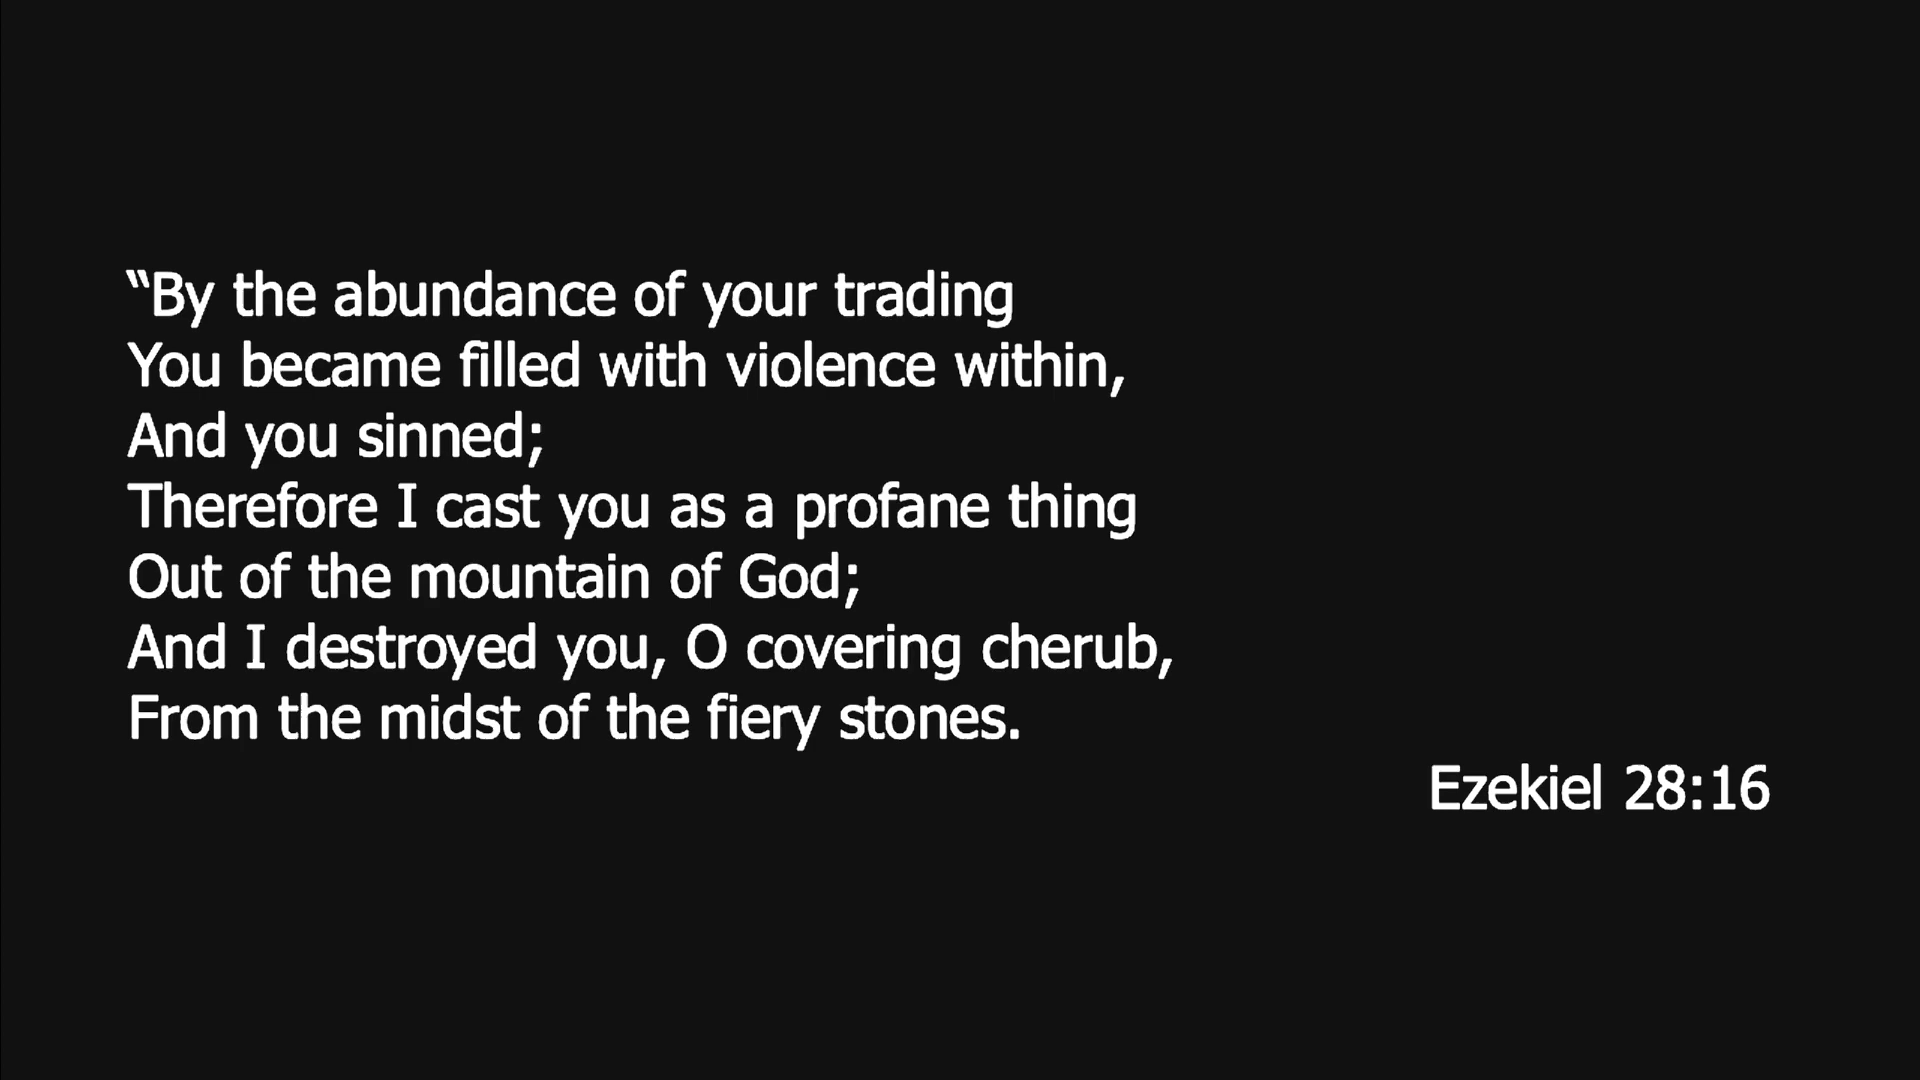 “By the abundance of your trading
You became filled with violence within,
And you sinned;
Therefore I cast you as a profane thing
Out of the mountain of God;
And I destroyed you, O covering cherub,
From the midst of the fiery stones.
Ezekiel 28:16